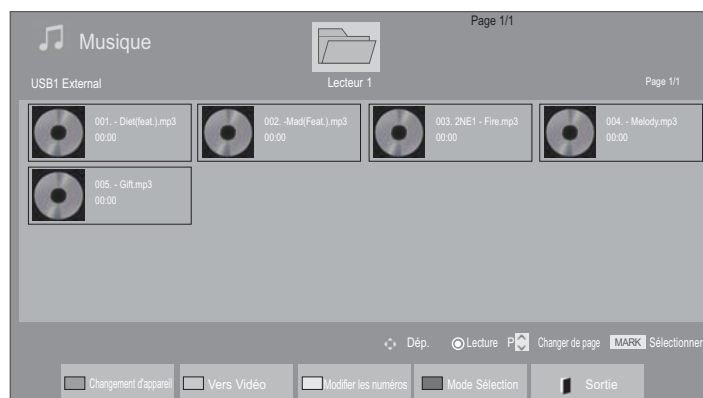 Page 1/1
Musique
USB1 External
Lecteur 1
Page 1/1
001. - Diet(feat.).mp3
00:00
002. -Mad(Feat.).mp3
00:00
003. 2NE1 - Fire.mp3
00:00
004. - Melody.mp3
00:00
005. - Gift.mp3
00:00
Dép. Lecture P Changer de page MARK Sélectionner
Changement d'appareil Vers Vidéo Modifier les numéros Mode Sélection Sortie